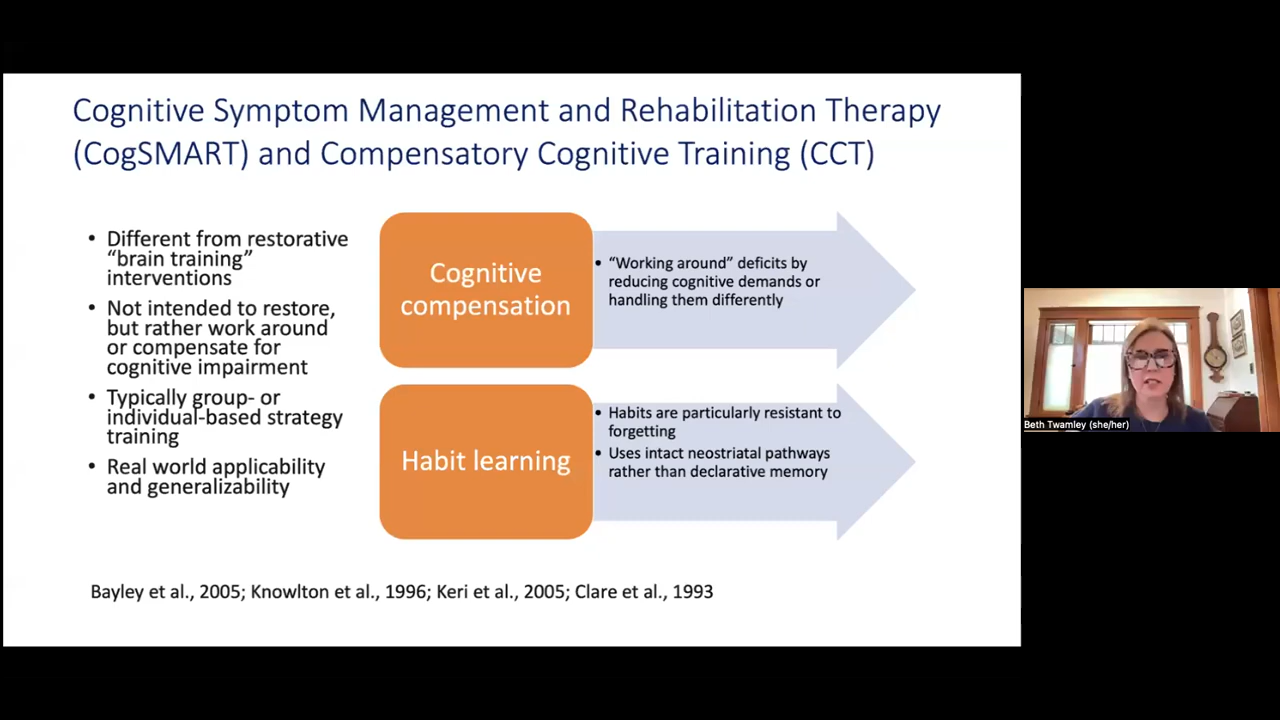 Cognitive Symptom Management and Rehabilitation Therapy
(CogSMART) and Compensatory Cognitive Training (CCT)
• Different from restorative
“brain training”
interventions
• Not intended to restore,
but rather work around
or compensate for
cognitive impairment
• Typically group- or
individual-based strategy
training
• Real world applicability
and generalizability
Cognitive
compensation
• “Working around” deficits by
reducing cognitive demands or
handling them differently
Habit learning
• Habits are particularly resistant to
forgetting
• Uses intact neostriatal pathways
rather than declarative memory
Bayley et al., 2005; Knowlton et al., 1996; Keri et al., 2005; Clare et al., 1993
Beth Twamley (she/her)